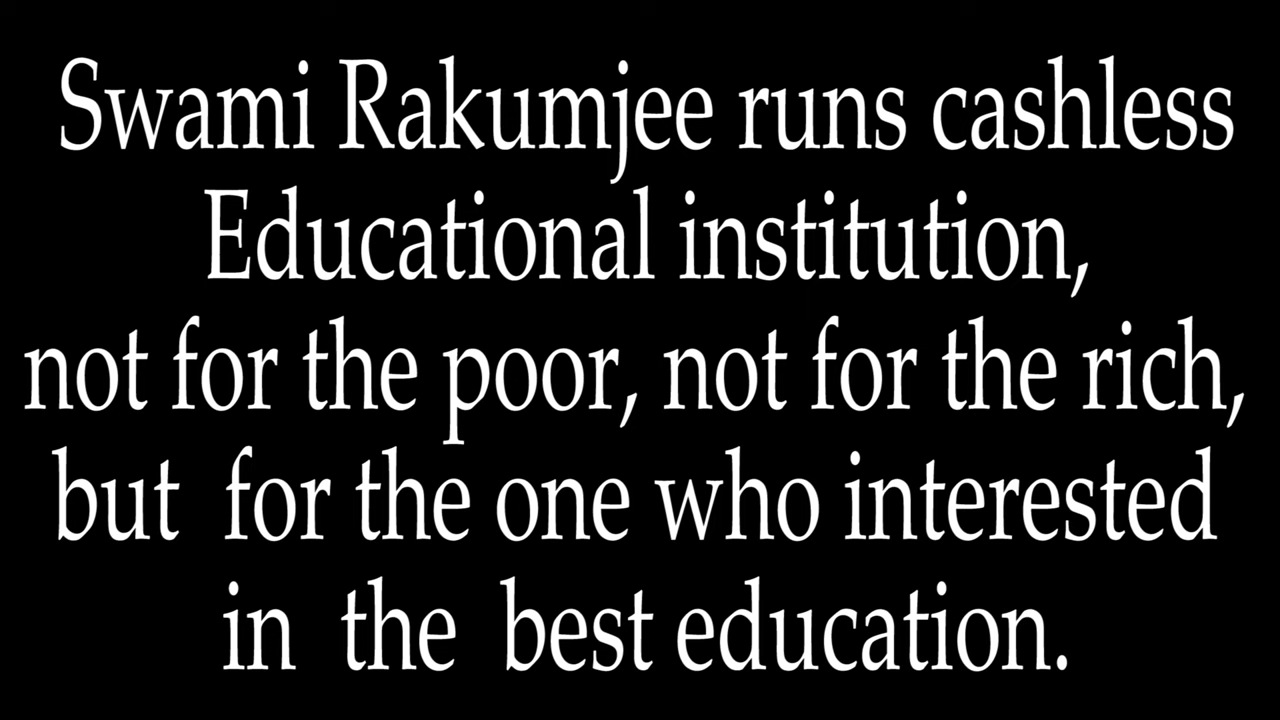 Swami Rakumjee runs cashless
Educational institution,
not for the poor, not for the rich,
but for the one who interested
in the best education.